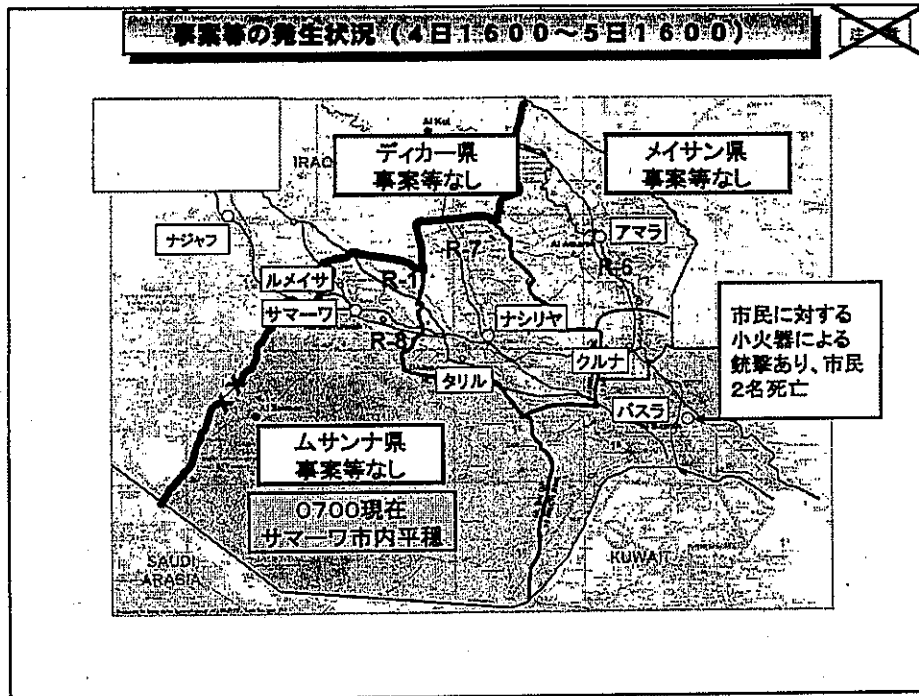 事案等の発生状況（4日1600～5日1600）
注意
Al Kut
IRAQ
ディカー県
事案等なし
メイサン県
事案等なし
ナジャフ
アマラ
R-7
R-6
ルメイサ
R-1
サマーワ
ナシリヤ
R-8
クルナ
市民に対する
小火器による
銃撃あり、市民
2名死亡
タリル
バスラ
ムサンナ県
事案等なし
0700現在
サマーワ市内平穏
SAUDI
ARABIA
KUWAIT